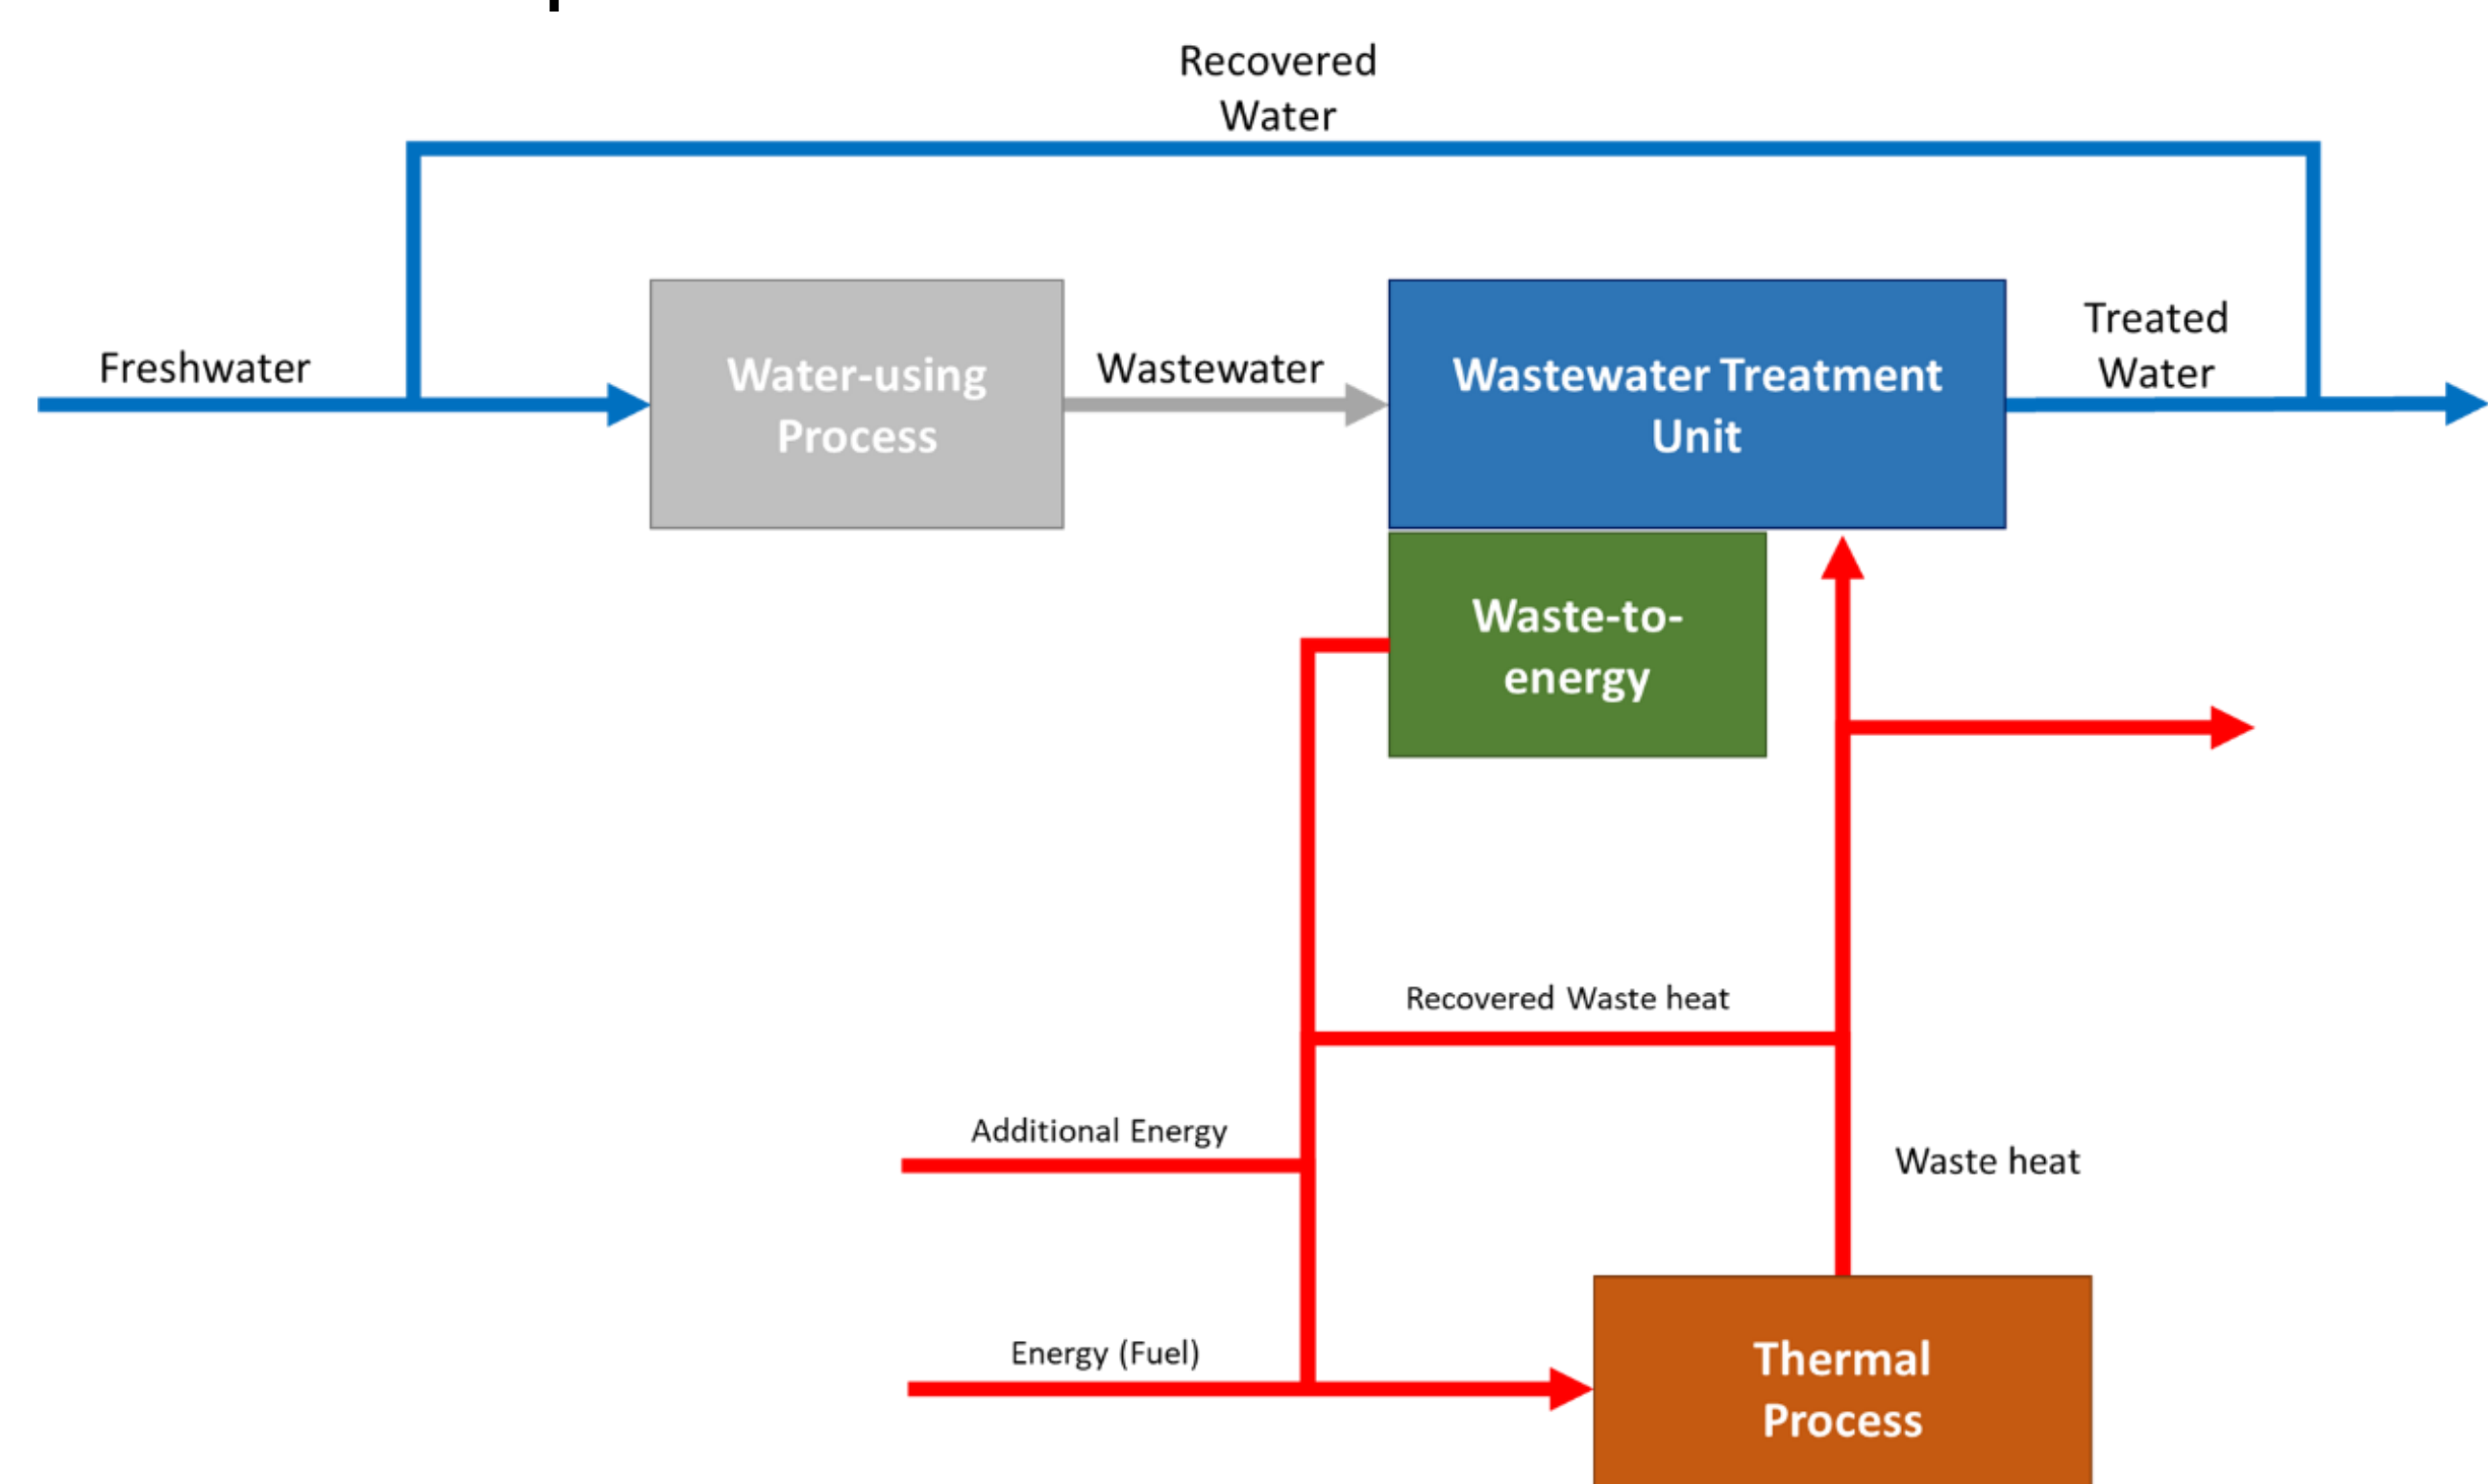 Recovered
Water
Freshwater
Water-using
Process
Wastewater
Wastewater Treatment
Unit
Treated
Water
Waste-to-
energy
Recovered Waste heat
Additional Energy
Waste heat
Energy (Fuel)
Thermal
Process